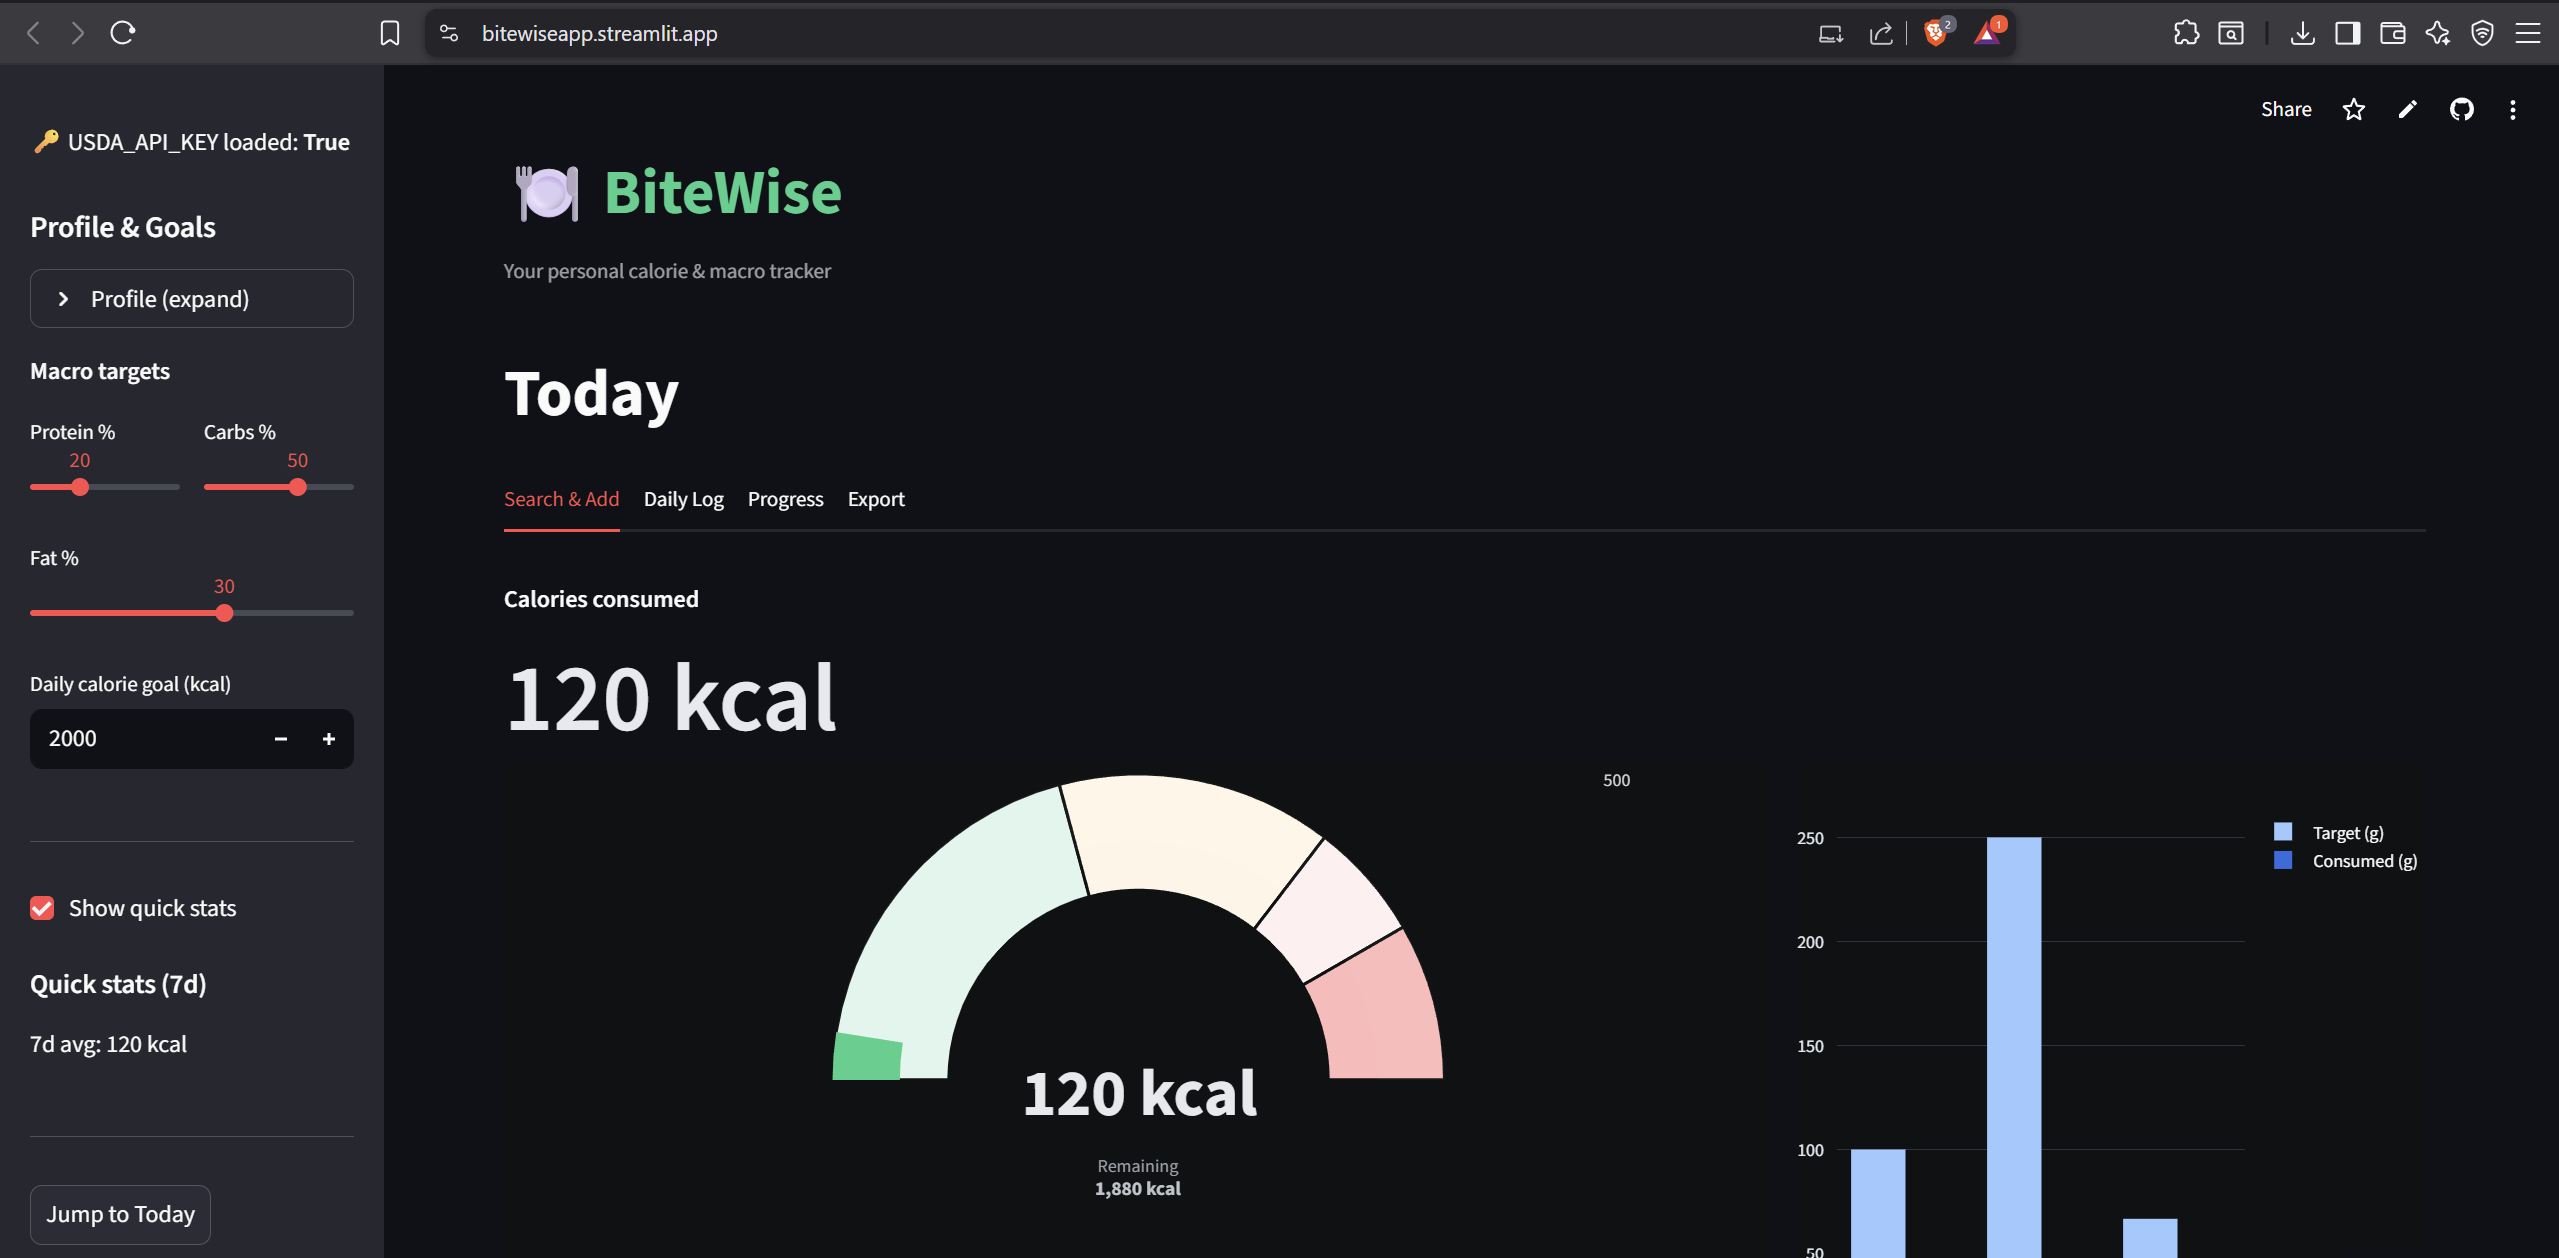 bitewiseapp.streamlit.app
2
1
USDA_API_KEY loaded: True
Profile & Goals
Profile (expand)
Macro targets
Protein %
Carbs %
20
50
Fat %
30
Daily calorie goal (kcal)
2000
Show quick stats
Quick stats (7d)
7d avg: 120 kcal
Jump to Today
Share
BiteWise
Your personal calorie & macro tracker
Today
Search & Add
Daily Log
Progress
Export
Calories consumed
120 kcal
500
120 kcal
Remaining
1,880 kcal
250
200
150
100
50
Target (g)
Consumed (g)